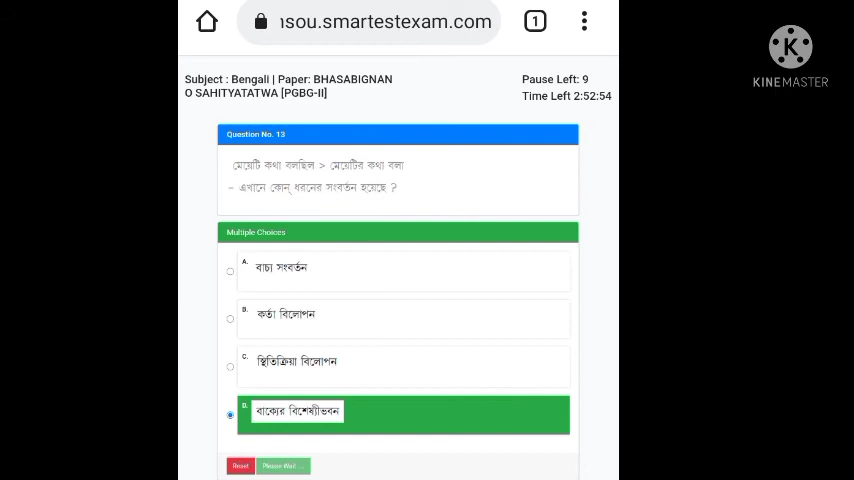 nsou.smartestexam.com
1
K
KINEMASTER
Subject : Bengali | Paper: BHASABIGNAN
O SAHITYATATWA [PGBG-II]
Pause Left: 9
Time Left 2:52:54
Question No. 13
মেয়েটি কথা বলছিল > মেয়েটির কথা বলা
– এখানে কোন্ ধরনের সংবর্তন হয়েছে ?
Multiple Choices
A. বাচ্য সংবর্তন
B. কর্তা বিলোপন
C. স্থিতিক্রিয়া বিলোপন
D. বাক্যের বিশেষ্যীভবন
Reset Please Wait ...